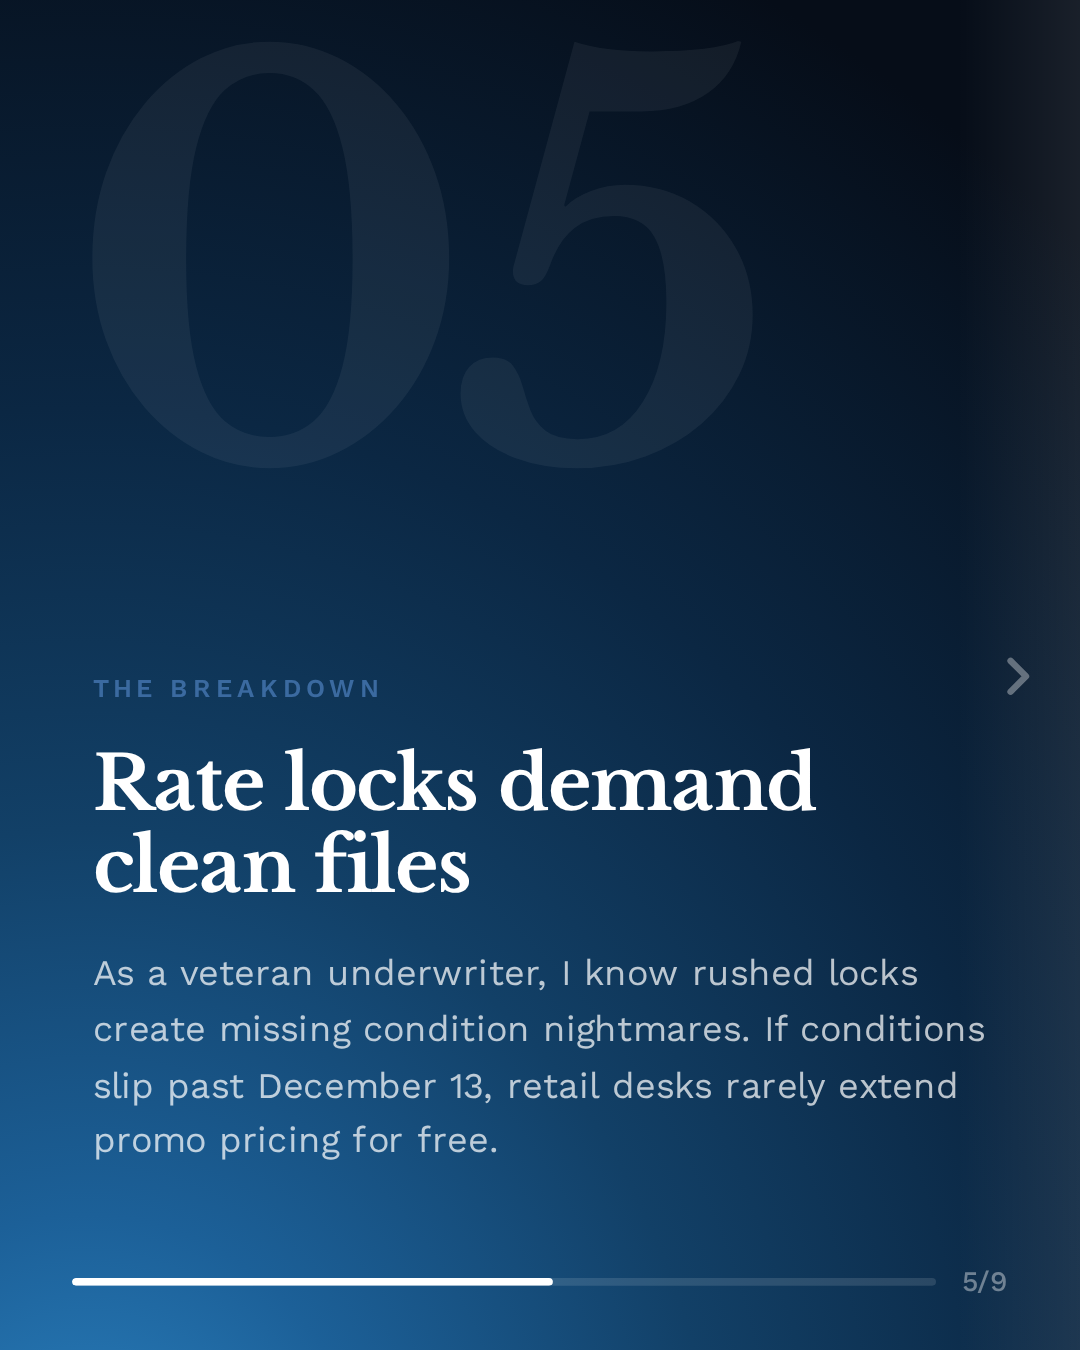 05
THE BREAKDOWN
Rate locks demand
clean files
As a veteran underwriter, I know rushed locks
create missing condition nightmares. If conditions
slip past December 13, retail desks rarely extend
promo pricing for free.
5/9